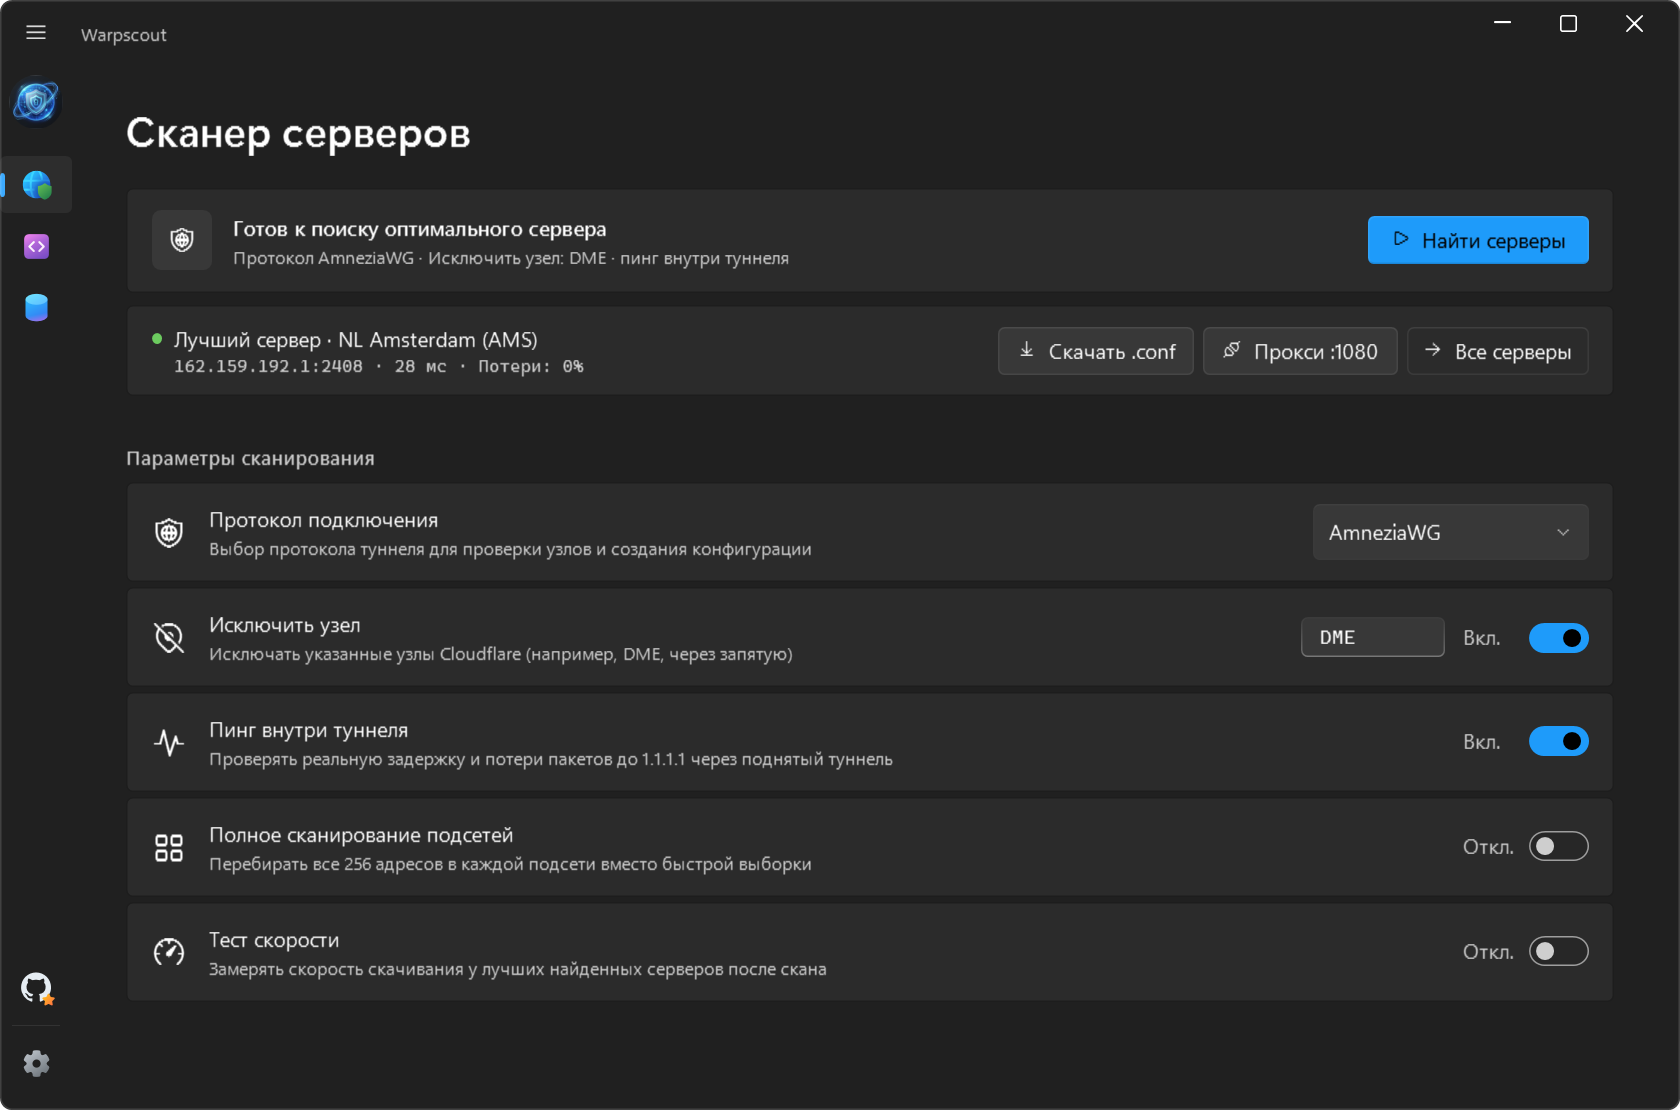 Warpscout
Сканер серверов
Готов к поиску оптимального сервера
Протокол AmneziaWG · Исключить узел: DME · пинг внутри туннеля
Найти серверы
Лучший сервер · NL Amsterdam (AMS)
162.159.192.1:2408 · 28 мс · Потери: 0%
Скачать .conf
Прокси :1080
Все серверы
Параметры сканирования
Протокол подключения
Выбор протокола туннеля для проверки узлов и создания конфигурации
AmneziaWG
Исключить узел
Исключать указанные узлы Cloudflare (например, DME, через запятую)
DME
Вкл.
Пинг внутри туннеля
Проверять реальную задержку и потери пакетов до 1.1.1.1 через поднятый туннель
Вкл.
Полное сканирование подсетей
Перебирать все 256 адресов в каждой подсети вместо быстрой выборки
Откл.
Тест скорости
Замерять скорость скачивания у лучших найденных серверов после скана
Откл.